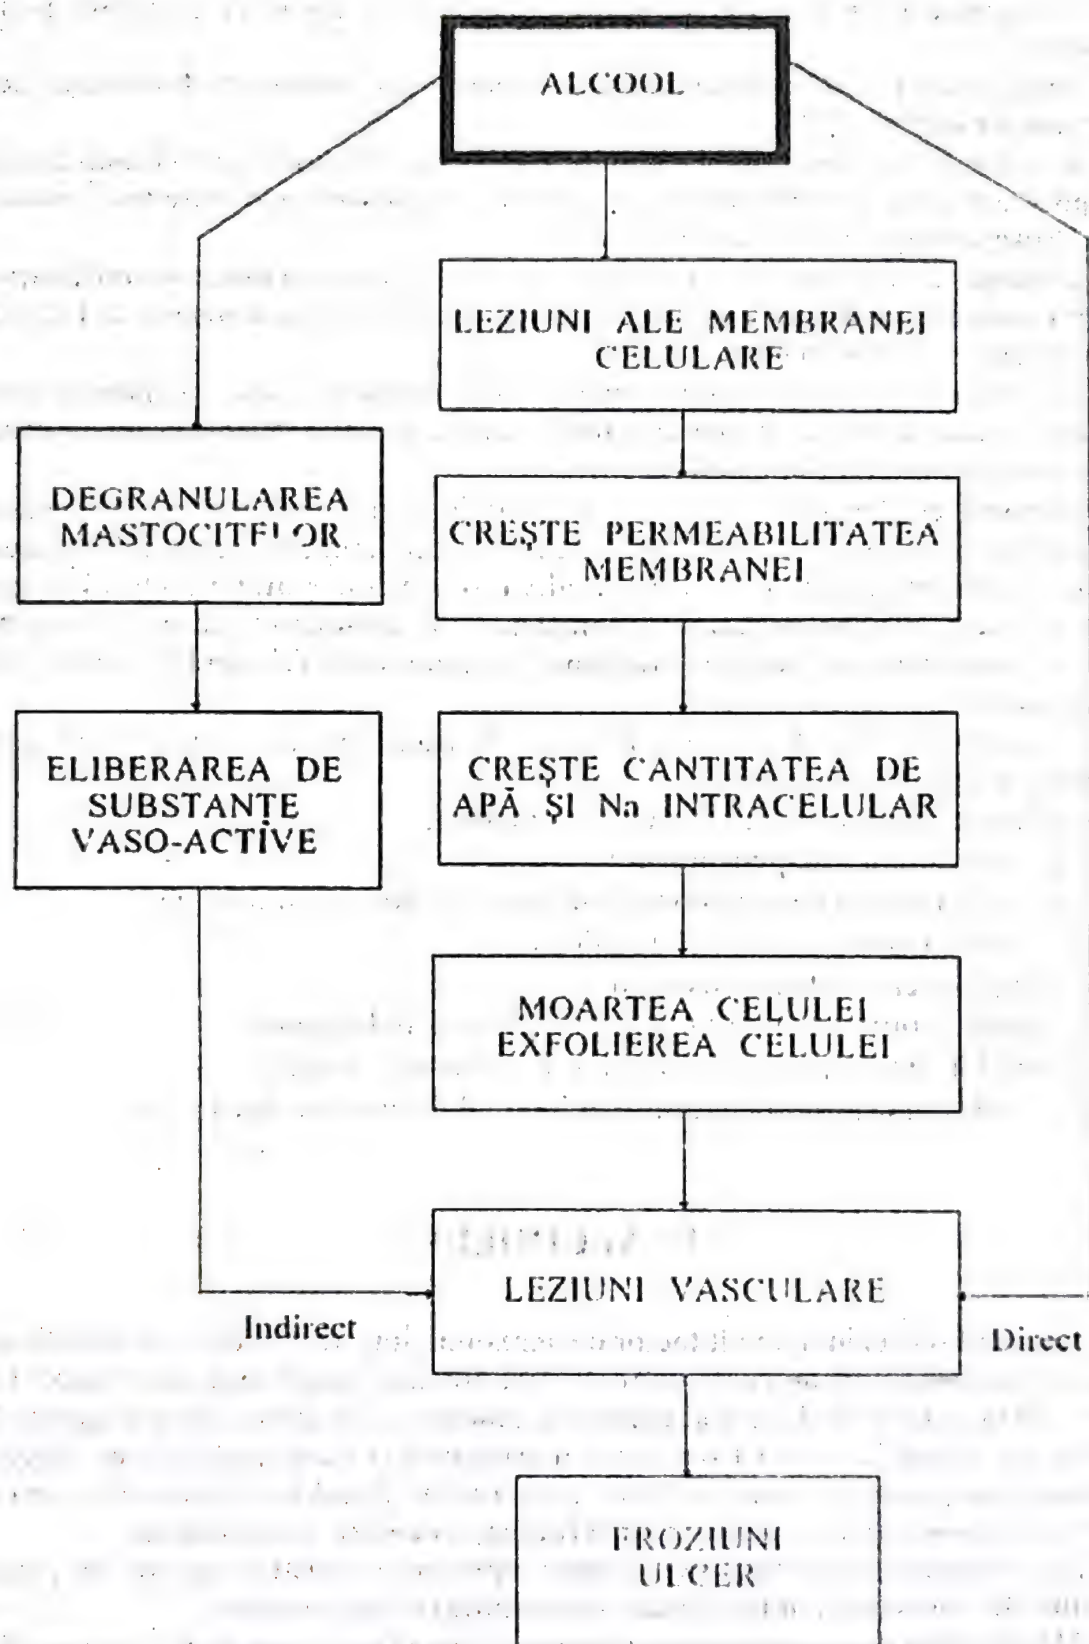 ALCOOL
LEZIUNI ALE MEMBRANEI
CELULARE
DEGRANULAREA
MASTOCITELOR
CREŞTE PERMEABILITATEA
MEMBRANEI
ELIBERAREA DE
SUBSTANŢE
VASO-ACTIVE
CREŞTE CANTITATEA DE
APĂ ŞI Na INTRACELULAR
MOARTEA CELULEI
EXFOLIEREA CELULEI
LEZIUNI VASCULARE
Indirect
Direct
EROZIUNI
ULCER